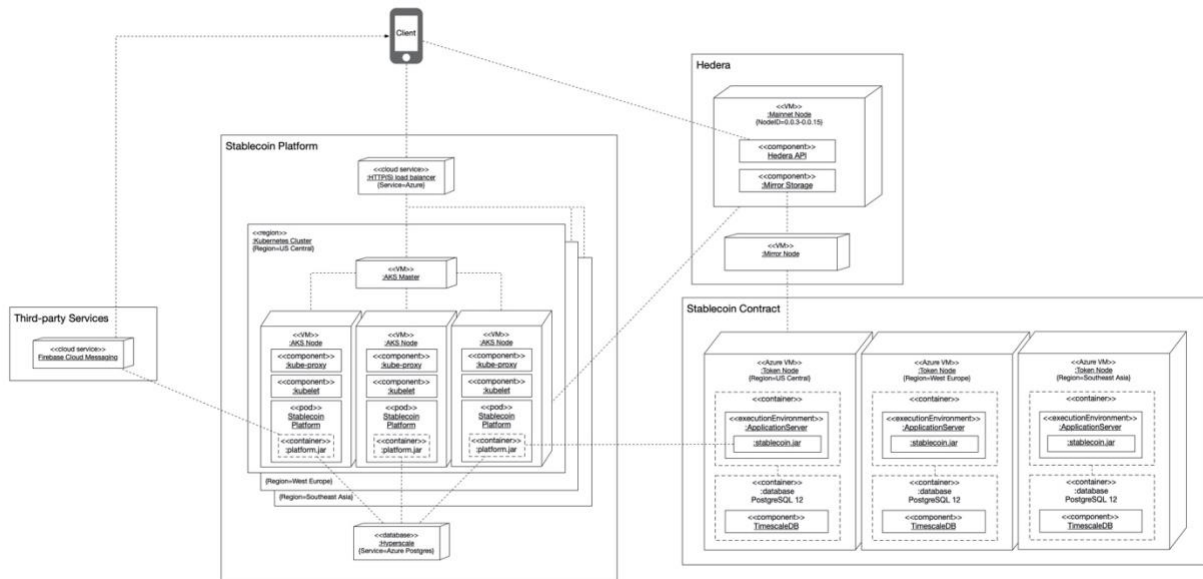 Client
Hedera
<<VM>>
:Mainnet Node
{NodeID=0.0.3-0.0.15}
<<component>>
Hedera API
<<component>>
:Mirror Storage
<<VM>>
:Mirror Node
Stablecoin Platform
<<cloud service>>
:HTTP(S) load balancer
{Service=Azure}
<<region>>
:Kubernetes Cluster
{Region=US Central}
<<VM>>
:AKS Master
<<VM>>
:AKS Node
<<component>>
:kube-proxy
<<component>>
:kubelet
<<pod>>
Stablecoin
Platform
<<container>>
:platform.jar
<<VM>>
:AKS Node
<<component>>
:kube-proxy
<<component>>
:kubelet
<<pod>>
Stablecoin
Platform
<<container>>
:platform.jar
<<VM>>
:AKS Node
<<component>>
:kube-proxy
<<component>>
:kubelet
<<pod>>
Stablecoin
Platform
<<container>>
:platform.jar
{Region=West Europe}
{Region=Southeast Asia}
<<database>>
:Hyperscale
{Service=Azure Postgres}
Third-party Services
<<cloud service>>
Firebase Cloud Messaging
Stablecoin Contract
<<Azure VM>>
:Token Node
{Region=US Central}
<<container>>
<<executionEnvironment>>
:ApplicationServer
:stablecoin.jar
<<container>>
:database
PostgreSQL 12
<<component>>
TimescaleDB
<<Azure VM>>
:Token Node
{Region=West Europe}
<<container>>
<<executionEnvironment>>
:ApplicationServer
:stablecoin.jar
<<container>>
:database
PostgreSQL 12
<<component>>
TimescaleDB
<<Azure VM>>
:Token Node
{Region=Southeast Asia}
<<container>>
<<executionEnvironment>>
:ApplicationServer
:stablecoin.jar
<<container>>
:database
PostgreSQL 12
<<component>>
TimescaleDB